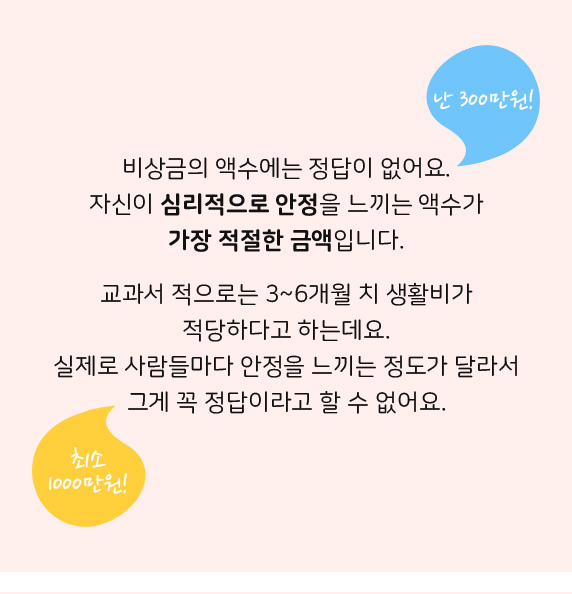 난 300만원!
비상금의 액수에는 정답이 없어요.
자신이 심리적으로 안정을 느끼는 액수가
가장 적절한 금액입니다.
교과서 적으로는 3~6개월 치 생활비가
적당하다고 하는데요.
실제로 사람들마다 안정을 느끼는 정도가 달라서
그게 꼭 정답이라고 할 수 없어요.
최소
1000만원!